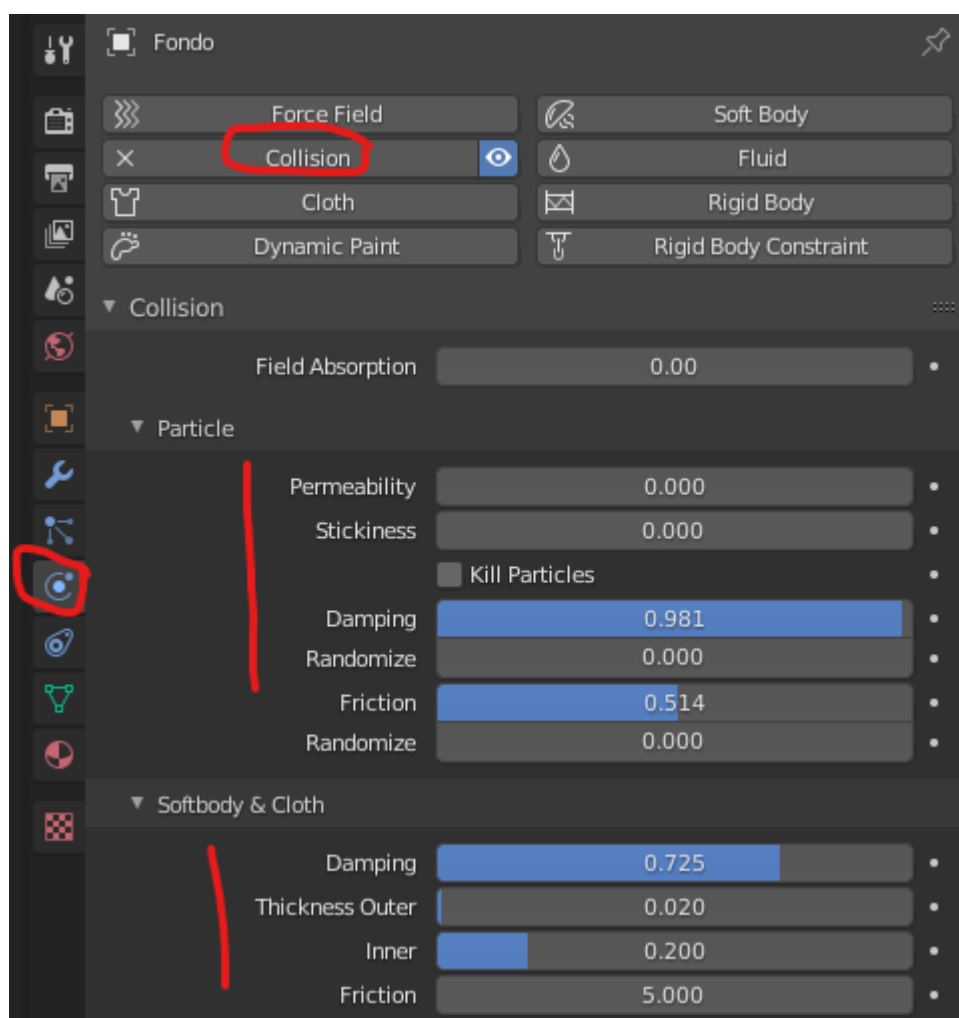 Fondo
Force Field Soft Body
Collision Fluid
Cloth Rigid Body
Dynamic Paint Rigid Body Constraint
Collision
Field Absorption 0.00
Particle
Permeability 0.000
Stickiness 0.000
Kill Particles
Damping 0.981
Randomize 0.000
Friction 0.514
Randomize 0.000
Softbody & Cloth
Damping 0.725
Thickness Outer 0.020
Inner 0.200
Friction 5.000